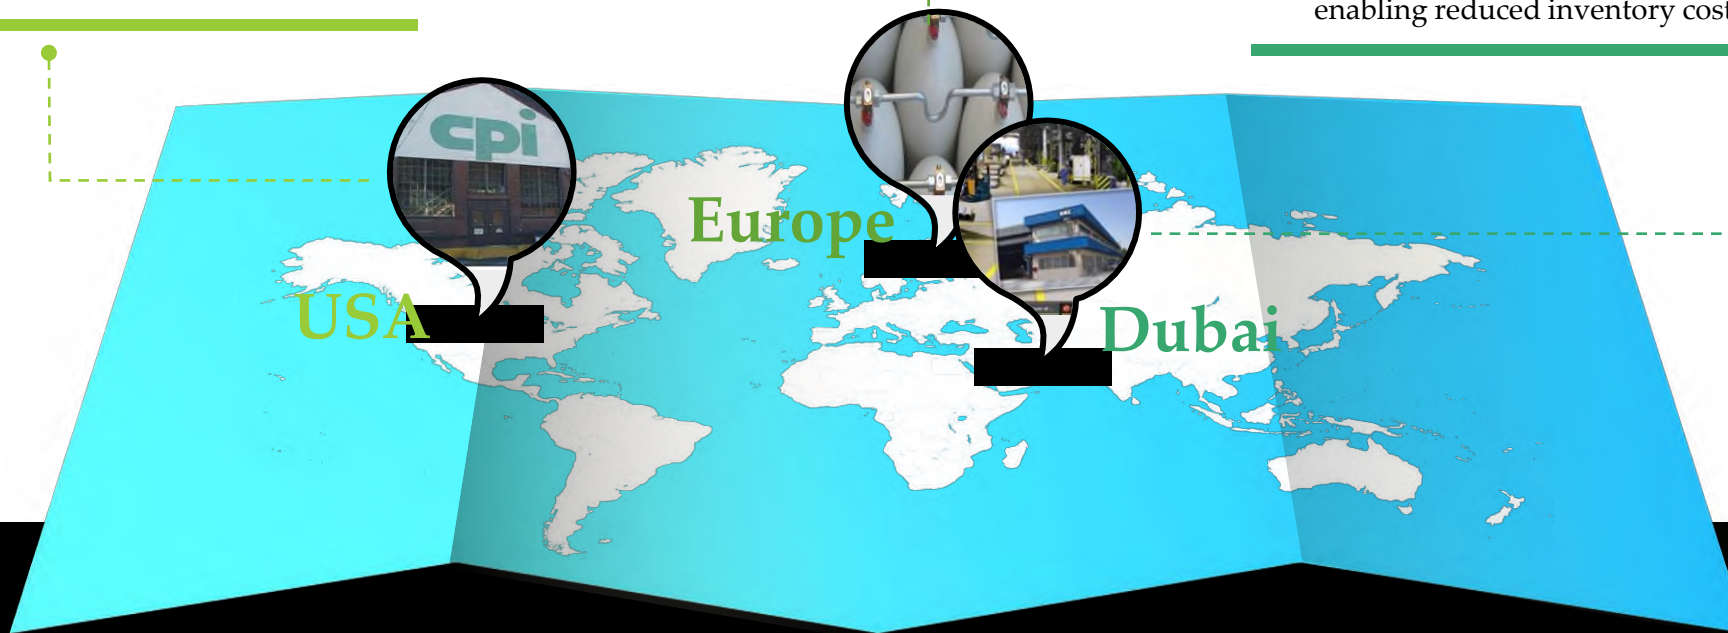 enabling reduced inventory cost
cpi
Europe
USA
Dubai